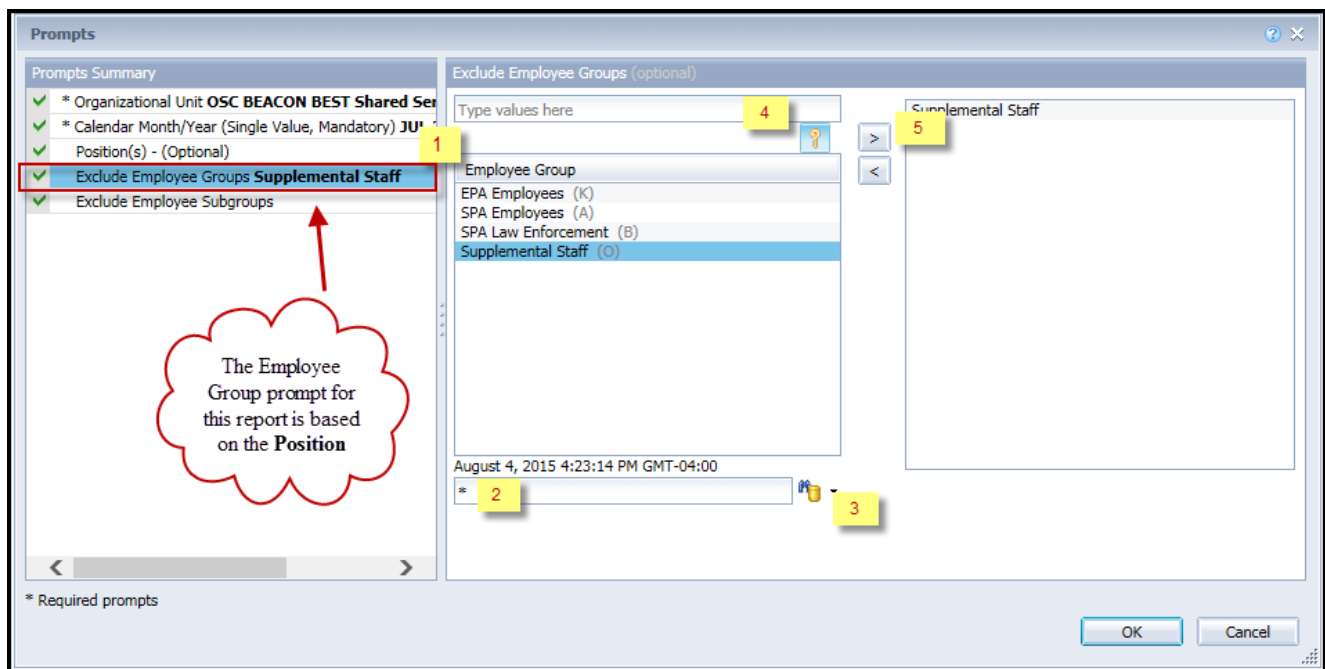 Prompts
Prompts Summary
* Organizational Unit OSC BEACON BEST Shared Ser
* Calendar Month/Year (Single Value, Mandatory) JUL
Position(s) - (Optional)
1
Exclude Employee Groups Supplemental Staff
Exclude Employee Subgroups
The Employee
Group prompt for
this report is based
on the Position
* Required prompts
Exclude Employee Groups (optional)
Type values here
4
Employee Group
EPA Employees (K)
SPA Employees (A)
SPA Law Enforcement (B)
Supplemental Staff (O)
August 4, 2015 4:23:14 PM GMT-04:00
* 2
3
>
5
<
Supplemental Staff
OK
Cancel